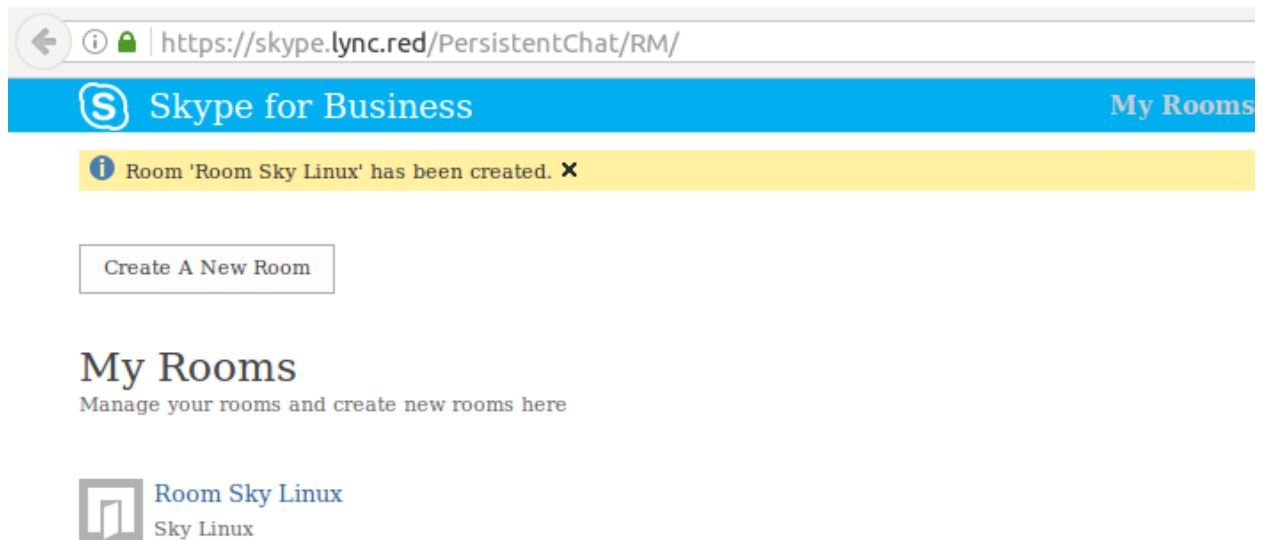 https://skype.lync.red/PersistentChat/RM/
Skype for Business My Rooms
Room 'Room Sky Linux' has been created.
Create A New Room
My Rooms
Manage your rooms and create new rooms here
Room Sky Linux
Sky Linux